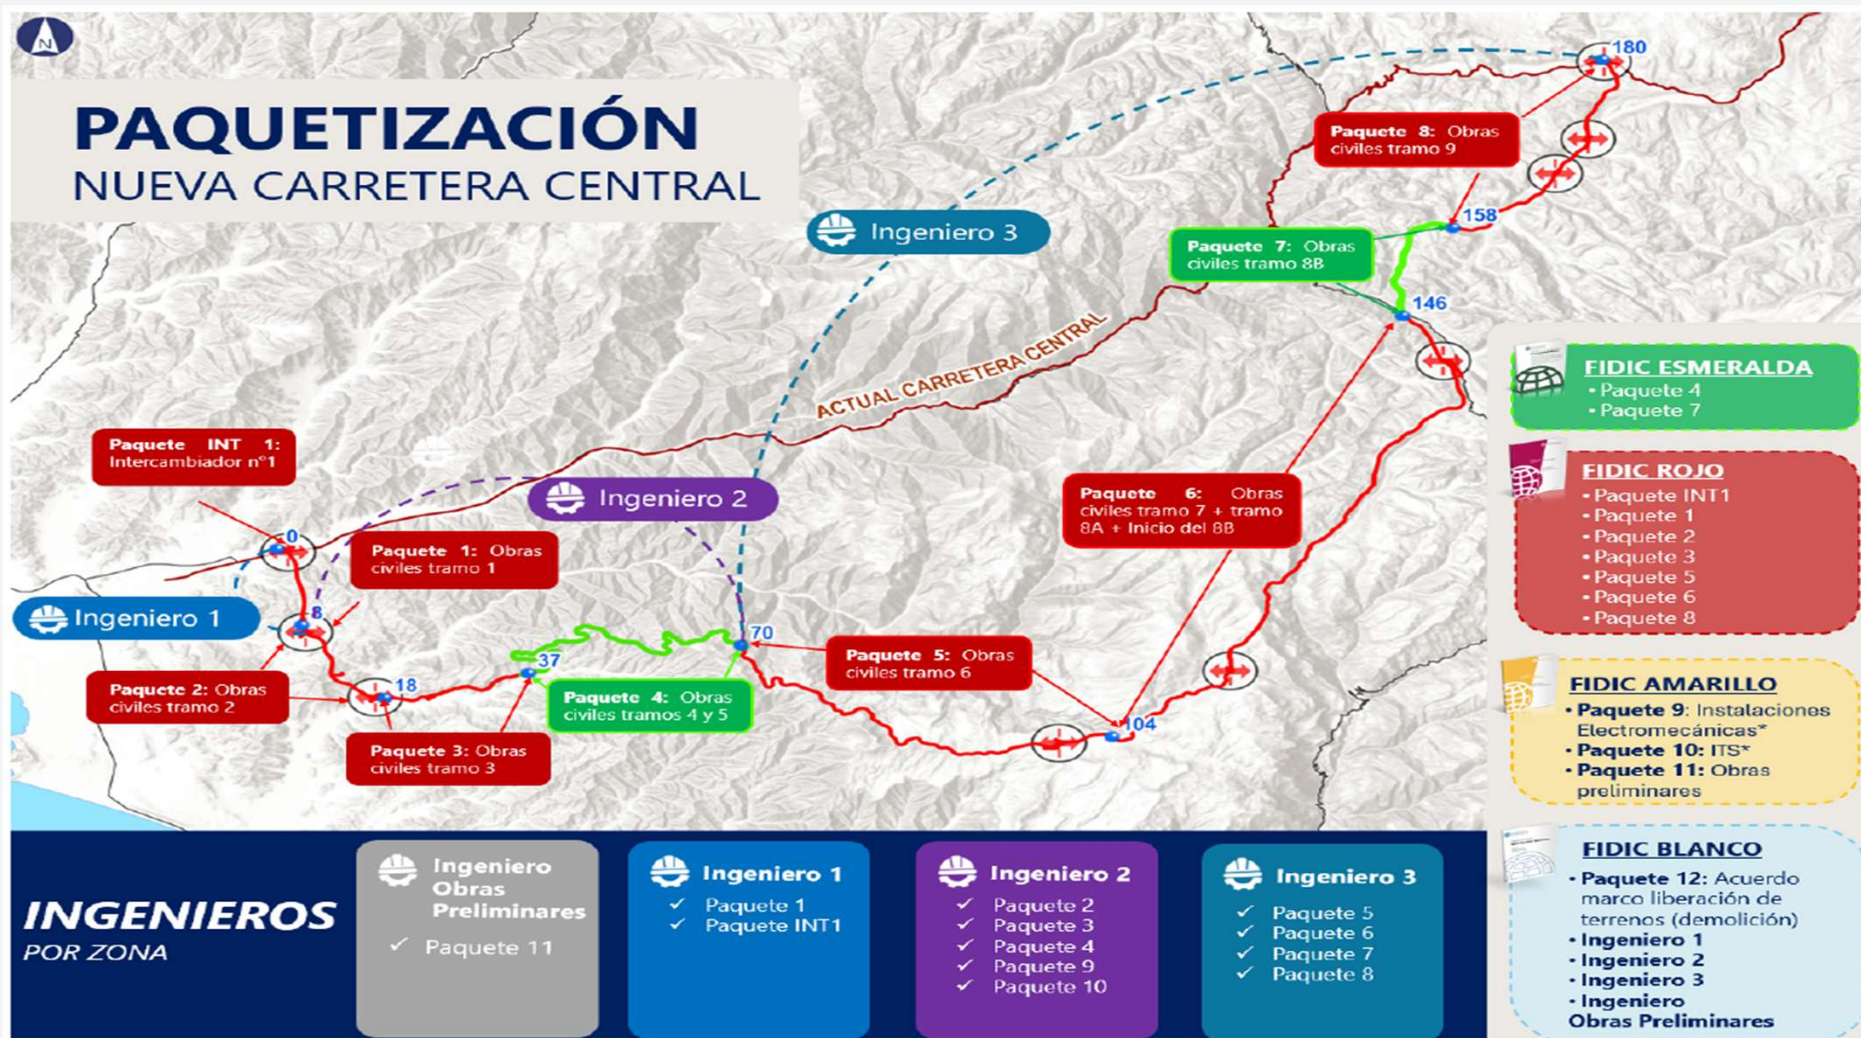 N
PAQUETIZACIÓN
NUEVA CARRETERA CENTRAL
180
Paquete 8: Obras
civiles tramo 9
158
Ingeniero 3
Paquete 7: Obras
civiles tramo 8B
146
ACTUAL CARRETERA CENTRAL
Paquete INT 1:
Intercambiador n°1
Ingeniero 2
Paquete 6: Obras
civiles tramo 7 + tramo
8A + Inicio del 8B
0
Paquete 1: Obras
civiles tramo 1
Ingeniero 1
8
70
37
Paquete 5: Obras
civiles tramo 6
18
Paquete 2: Obras
civiles tramo 2
Paquete 4: Obras
civiles tramos 4 y 5
104
Paquete 3: Obras
civiles tramo 3
FIDIC ESMERALDA
• Paquete 4
• Paquete 7
FIDIC ROJO
• Paquete INT1
• Paquete 1
• Paquete 2
• Paquete 3
• Paquete 5
• Paquete 6
• Paquete 8
FIDIC AMARILLO
• Paquete 9: Instalaciones
Electromecánicas*
• Paquete 10: ITS*
• Paquete 11: Obras
preliminares
FIDIC BLANCO
• Paquete 12: Acuerdo
marco liberación de
terrenos (demolición)
• Ingeniero 1
• Ingeniero 2
• Ingeniero 3
• Ingeniero
Obras Preliminares
INGENIEROS
POR ZONA
Ingeniero
Obras
Preliminares
✓ Paquete 11
Ingeniero 1
✓ Paquete 1
✓ Paquete INT1
Ingeniero 2
✓ Paquete 2
✓ Paquete 3
✓ Paquete 4
✓ Paquete 9
✓ Paquete 10
Ingeniero 3
✓ Paquete 5
✓ Paquete 6
✓ Paquete 7
✓ Paquete 8